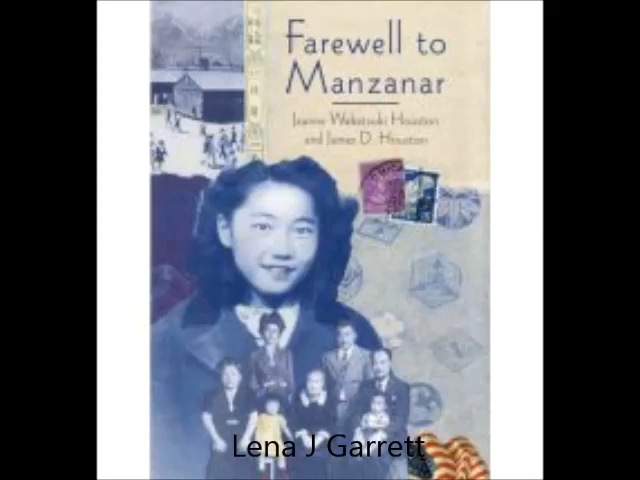 Farewell to
Manzanar
Jeanne Wakatsuki Houston
and James D. Houston
Lena J Garrett